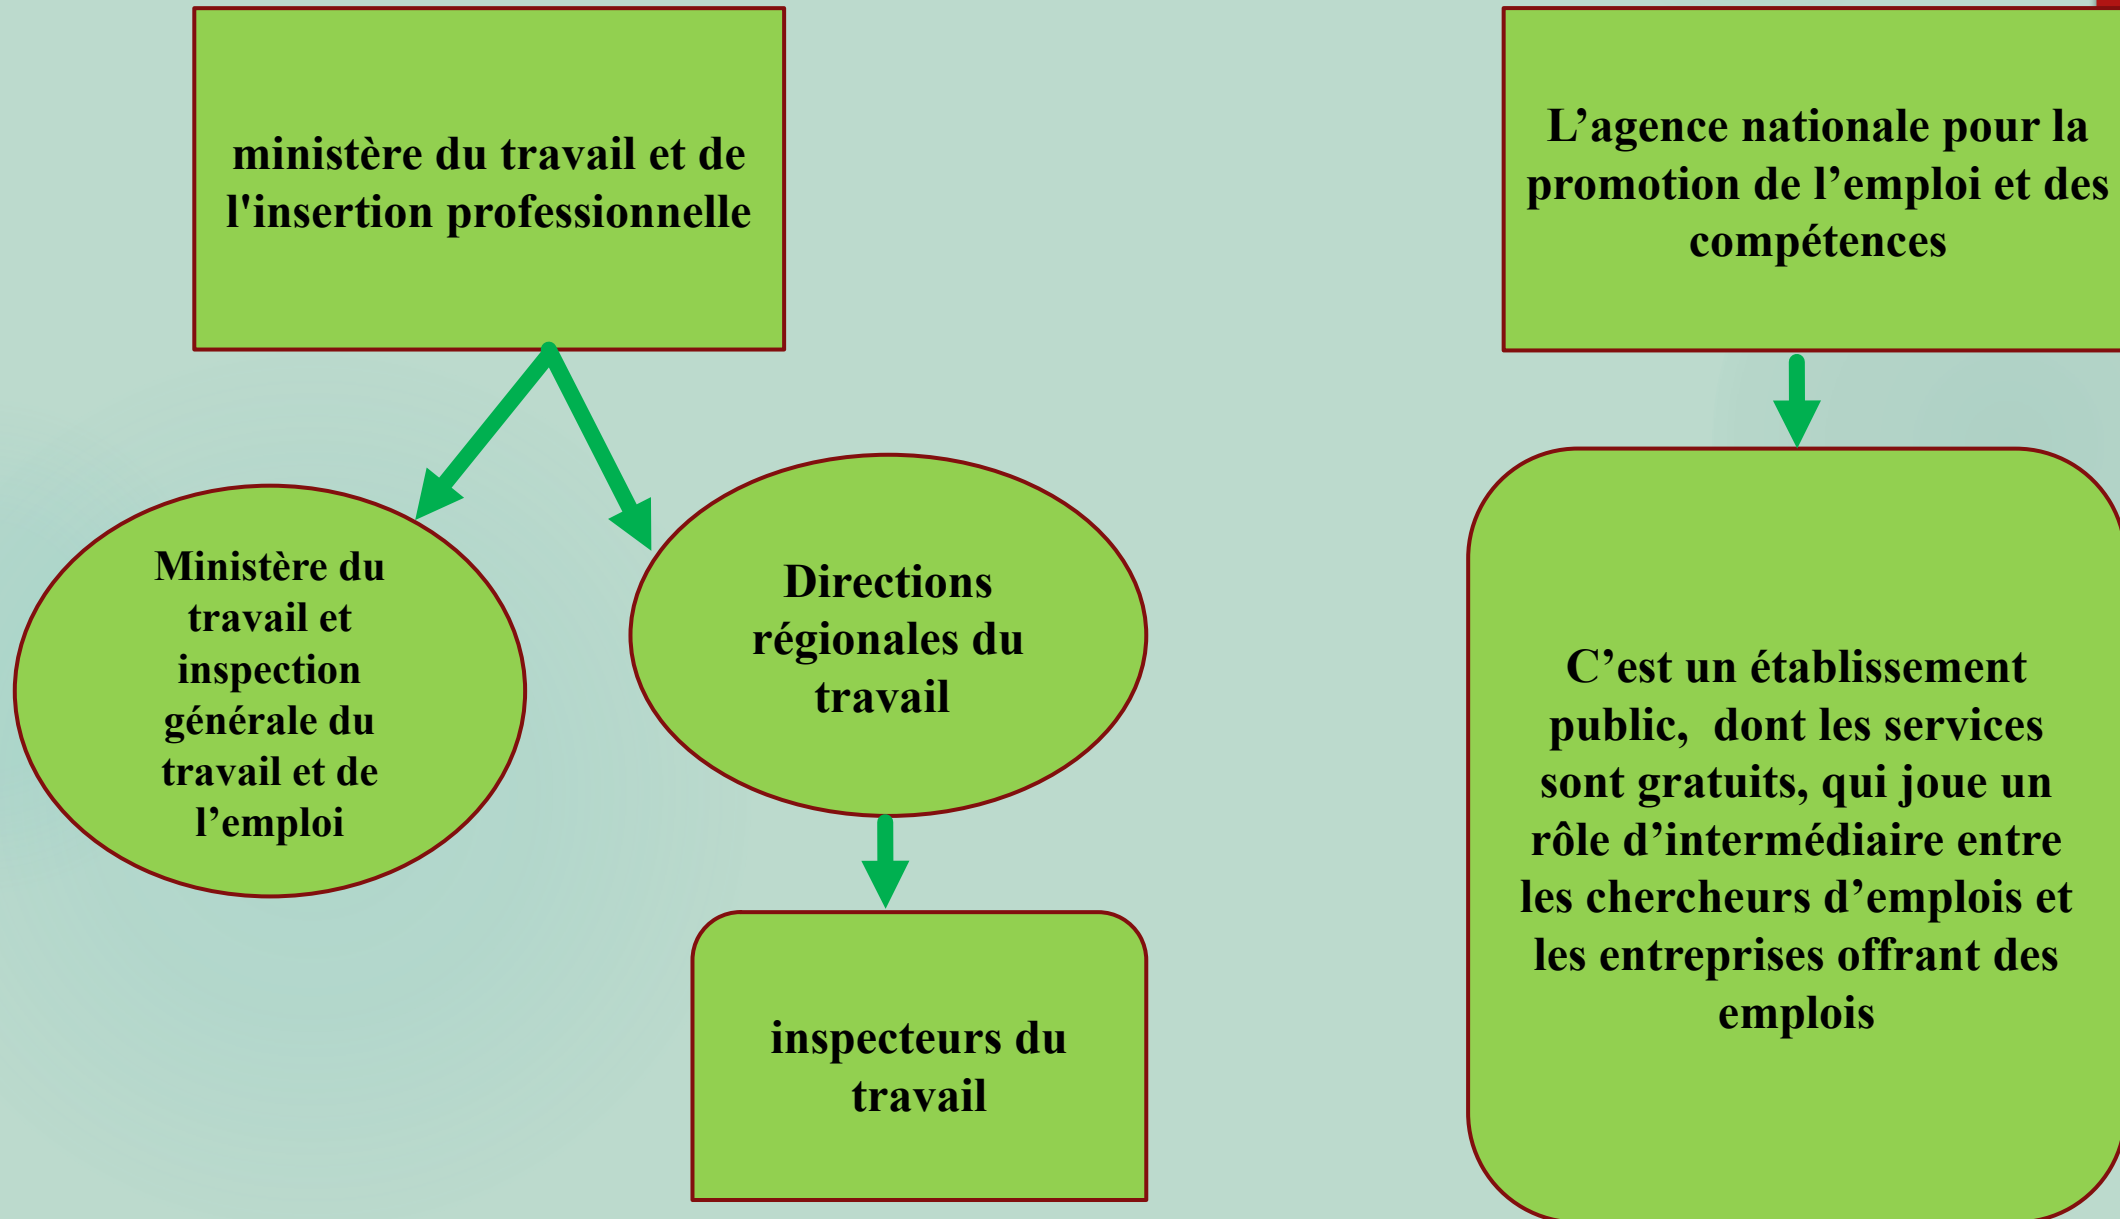 ministère du travail et de
l'insertion professionnelle
L’agence nationale pour la
promotion de l’emploi et des
compétences
Ministère du
travail et
inspection
générale du
travail et de
l’emploi
Directions
régionales du
travail
inspecteurs du
travail
C’est un établissement
public,  dont les services
sont gratuits, qui joue un
rôle d’intermédiaire entre
les chercheurs d’emplois et
les entreprises offrant des
emplois